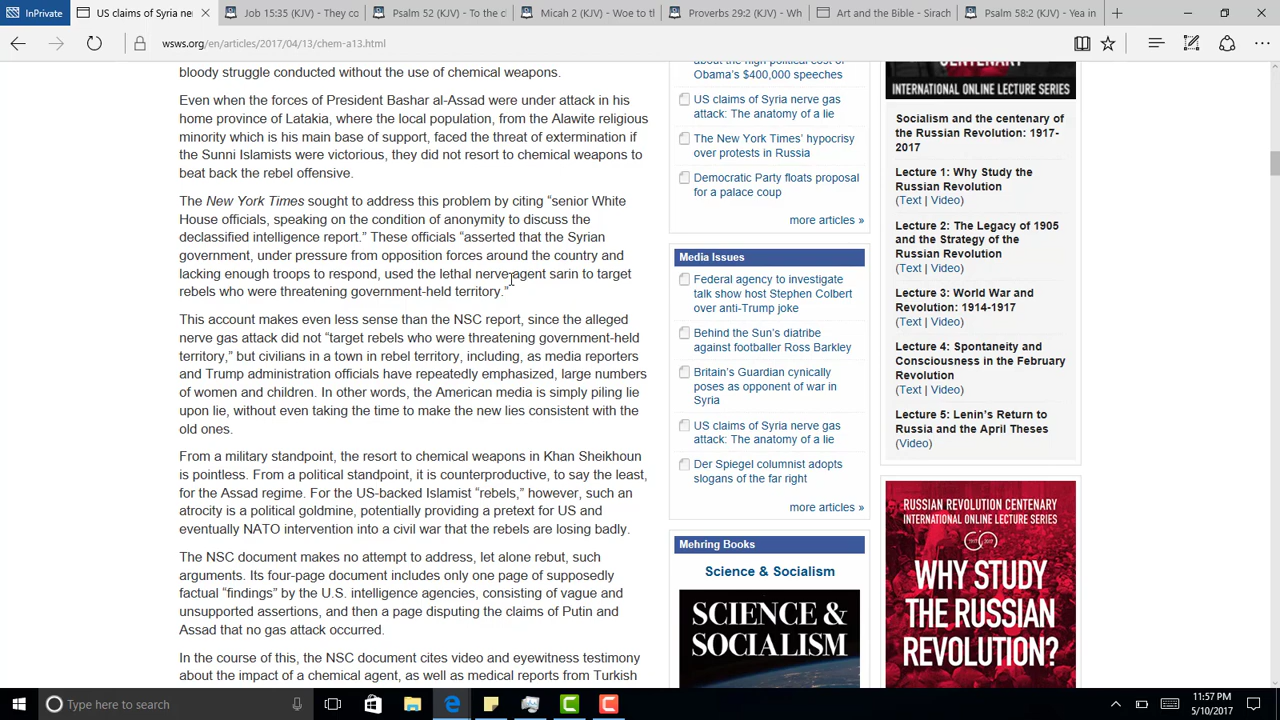 InPrivate
US claims of Syria ner
Job 15:35 (KJV) - They co
Psalm 52 (KJV) - To the c
Micah 2 (KJV) - Woe to t
Proverbs 29:2 (KJV) - Wh
Art and the Bible - Sirach
Psalm 58:2 (KJV) - Yea in
wsws.org/en/articles/2017/04/13/chem-a13.html
bloody struggle conducted without the use of chemical weapons.
Even when the forces of President Bashar al-Assad were under attack in his
home province of Latakia, where the local population, from the Alawite religious
minority which is his main base of support, faced the threat of extermination if
the Sunni Islamists were victorious, they did not resort to chemical weapons to
beat back the rebel offensive.
The New York Times sought to address this problem by citing “senior White
House officials, speaking on the condition of anonymity to discuss the
declassified intelligence report.” These officials “asserted that the Syrian
government, under pressure from opposition forces around the country and
lacking enough troops to respond, used the lethal nerve agent sarin to target
rebels who were threatening government-held territory.”
This account makes even less sense than the NSC report, since the alleged
nerve gas attack did not “target rebels who were threatening government-held
territory,” but civilians in a town in rebel territory, including, as media reporters
and Trump administration officials have repeatedly emphasized, large numbers
of women and children. In other words, the American media is simply piling lie
upon lie, without even taking the time to make the new lies consistent with the
old ones.
From a military standpoint, the resort to chemical weapons in Khan Sheikhoun
is pointless. From a political standpoint, it is counterproductive, to say the least,
for the Assad regime. For the US-backed Islamist “rebels,” however, such an
atrocity is a political winner, potentially providing a pretext for US and
eventually NATO intervention into a civil war that the rebels are losing badly.
The NSC document makes no attempt to address, let alone rebut, such
arguments. Its four-page document includes only one page of supposedly
factual “findings” by the U.S. intelligence agencies, consisting of vague and
unsupported assertions, and then a page disputing the claims of Putin and
Assad that no gas attack occurred.
In the course of this, the NSC document cites video and eyewitness testimony
about the of agent, as well as medical reports from Turkish
about the high political cost of
Obama’s $400,000 speeches
US claims of Syria nerve gas
attack: The anatomy of a lie
The New York Times’ hypocrisy
over protests in Russia
Democratic Party floats proposal
for a palace coup
more articles »
Media Issues
Federal agency to investigate
talk show host Stephen Colbert
over anti-Trump joke
Behind the Sun’s diatribe
against footballer Ross Barkley
Britain’s Guardian cynically
poses as opponent of war in
Syria
US claims of Syria nerve gas
attack: The anatomy of a lie
Der Spiegel columnist adopts
slogans of the far right
more articles »
Mehring Books
Science & Socialism
SCIENCE &
SOCIALISM
CENTENARY
INTERNATIONAL ONLINE LECTURE SERIES
Socialism and the centenary of
the Russian Revolution: 1917-
2017
Lecture 1: Why Study the
Russian Revolution
(Text | Video)
Lecture 2: The Legacy of 1905
and the Strategy of the
Russian Revolution
(Text | Video)
Lecture 3: World War and
Revolution: 1914-1917
(Text | Video)
Lecture 4: Spontaneity and
Consciousness in the February
Revolution
(Text | Video)
Lecture 5: Lenin’s Return to
Russia and the April Theses
(Video)
RUSSIAN REVOLUTION CENTENARY
INTERNATIONAL ONLINE LECTURE SERIES
WHY STUDY
THE RUSSIAN
REVOLUTION?
Type here to search
11:57 PM
5/10/2017